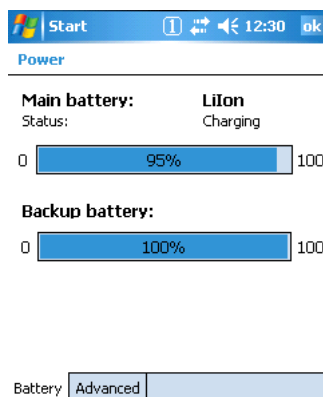 Start 1 12:30 ok
Power
Main battery: LiIon
Status: Charging
0 95% 100
Backup battery:
0 100% 100
Battery Advanced